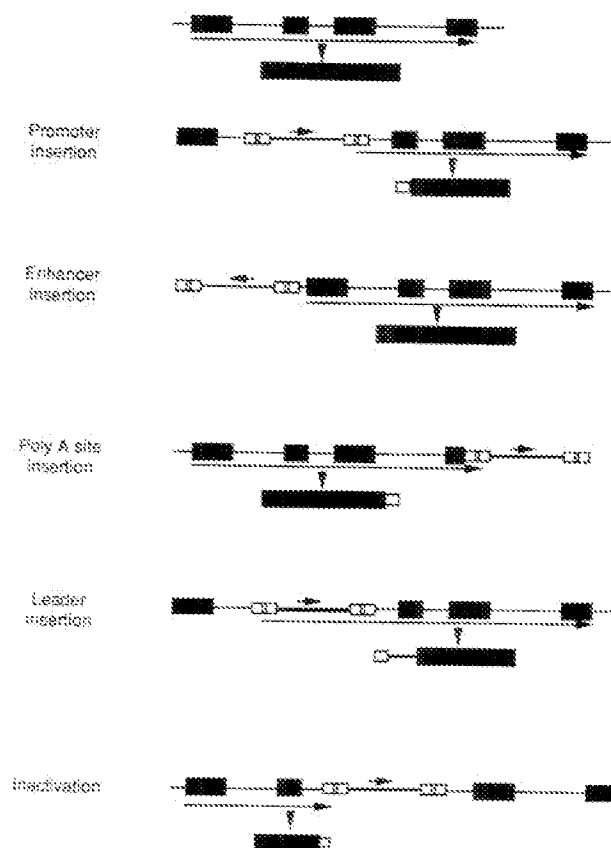 Promoter
insertion
Enhancer
insertion
Poly A site
insertion
Leader
insertion
Inactivation